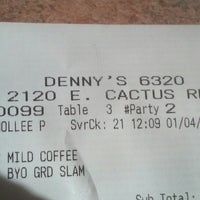 DENNY'S 6320
2120 E. CACTUS
0099 Table 3 #Party 2
OLLEE P SvrCk: 21 12:09 01/04/
MILD COFFEE
BYO GRD SLAM
Sub Total: